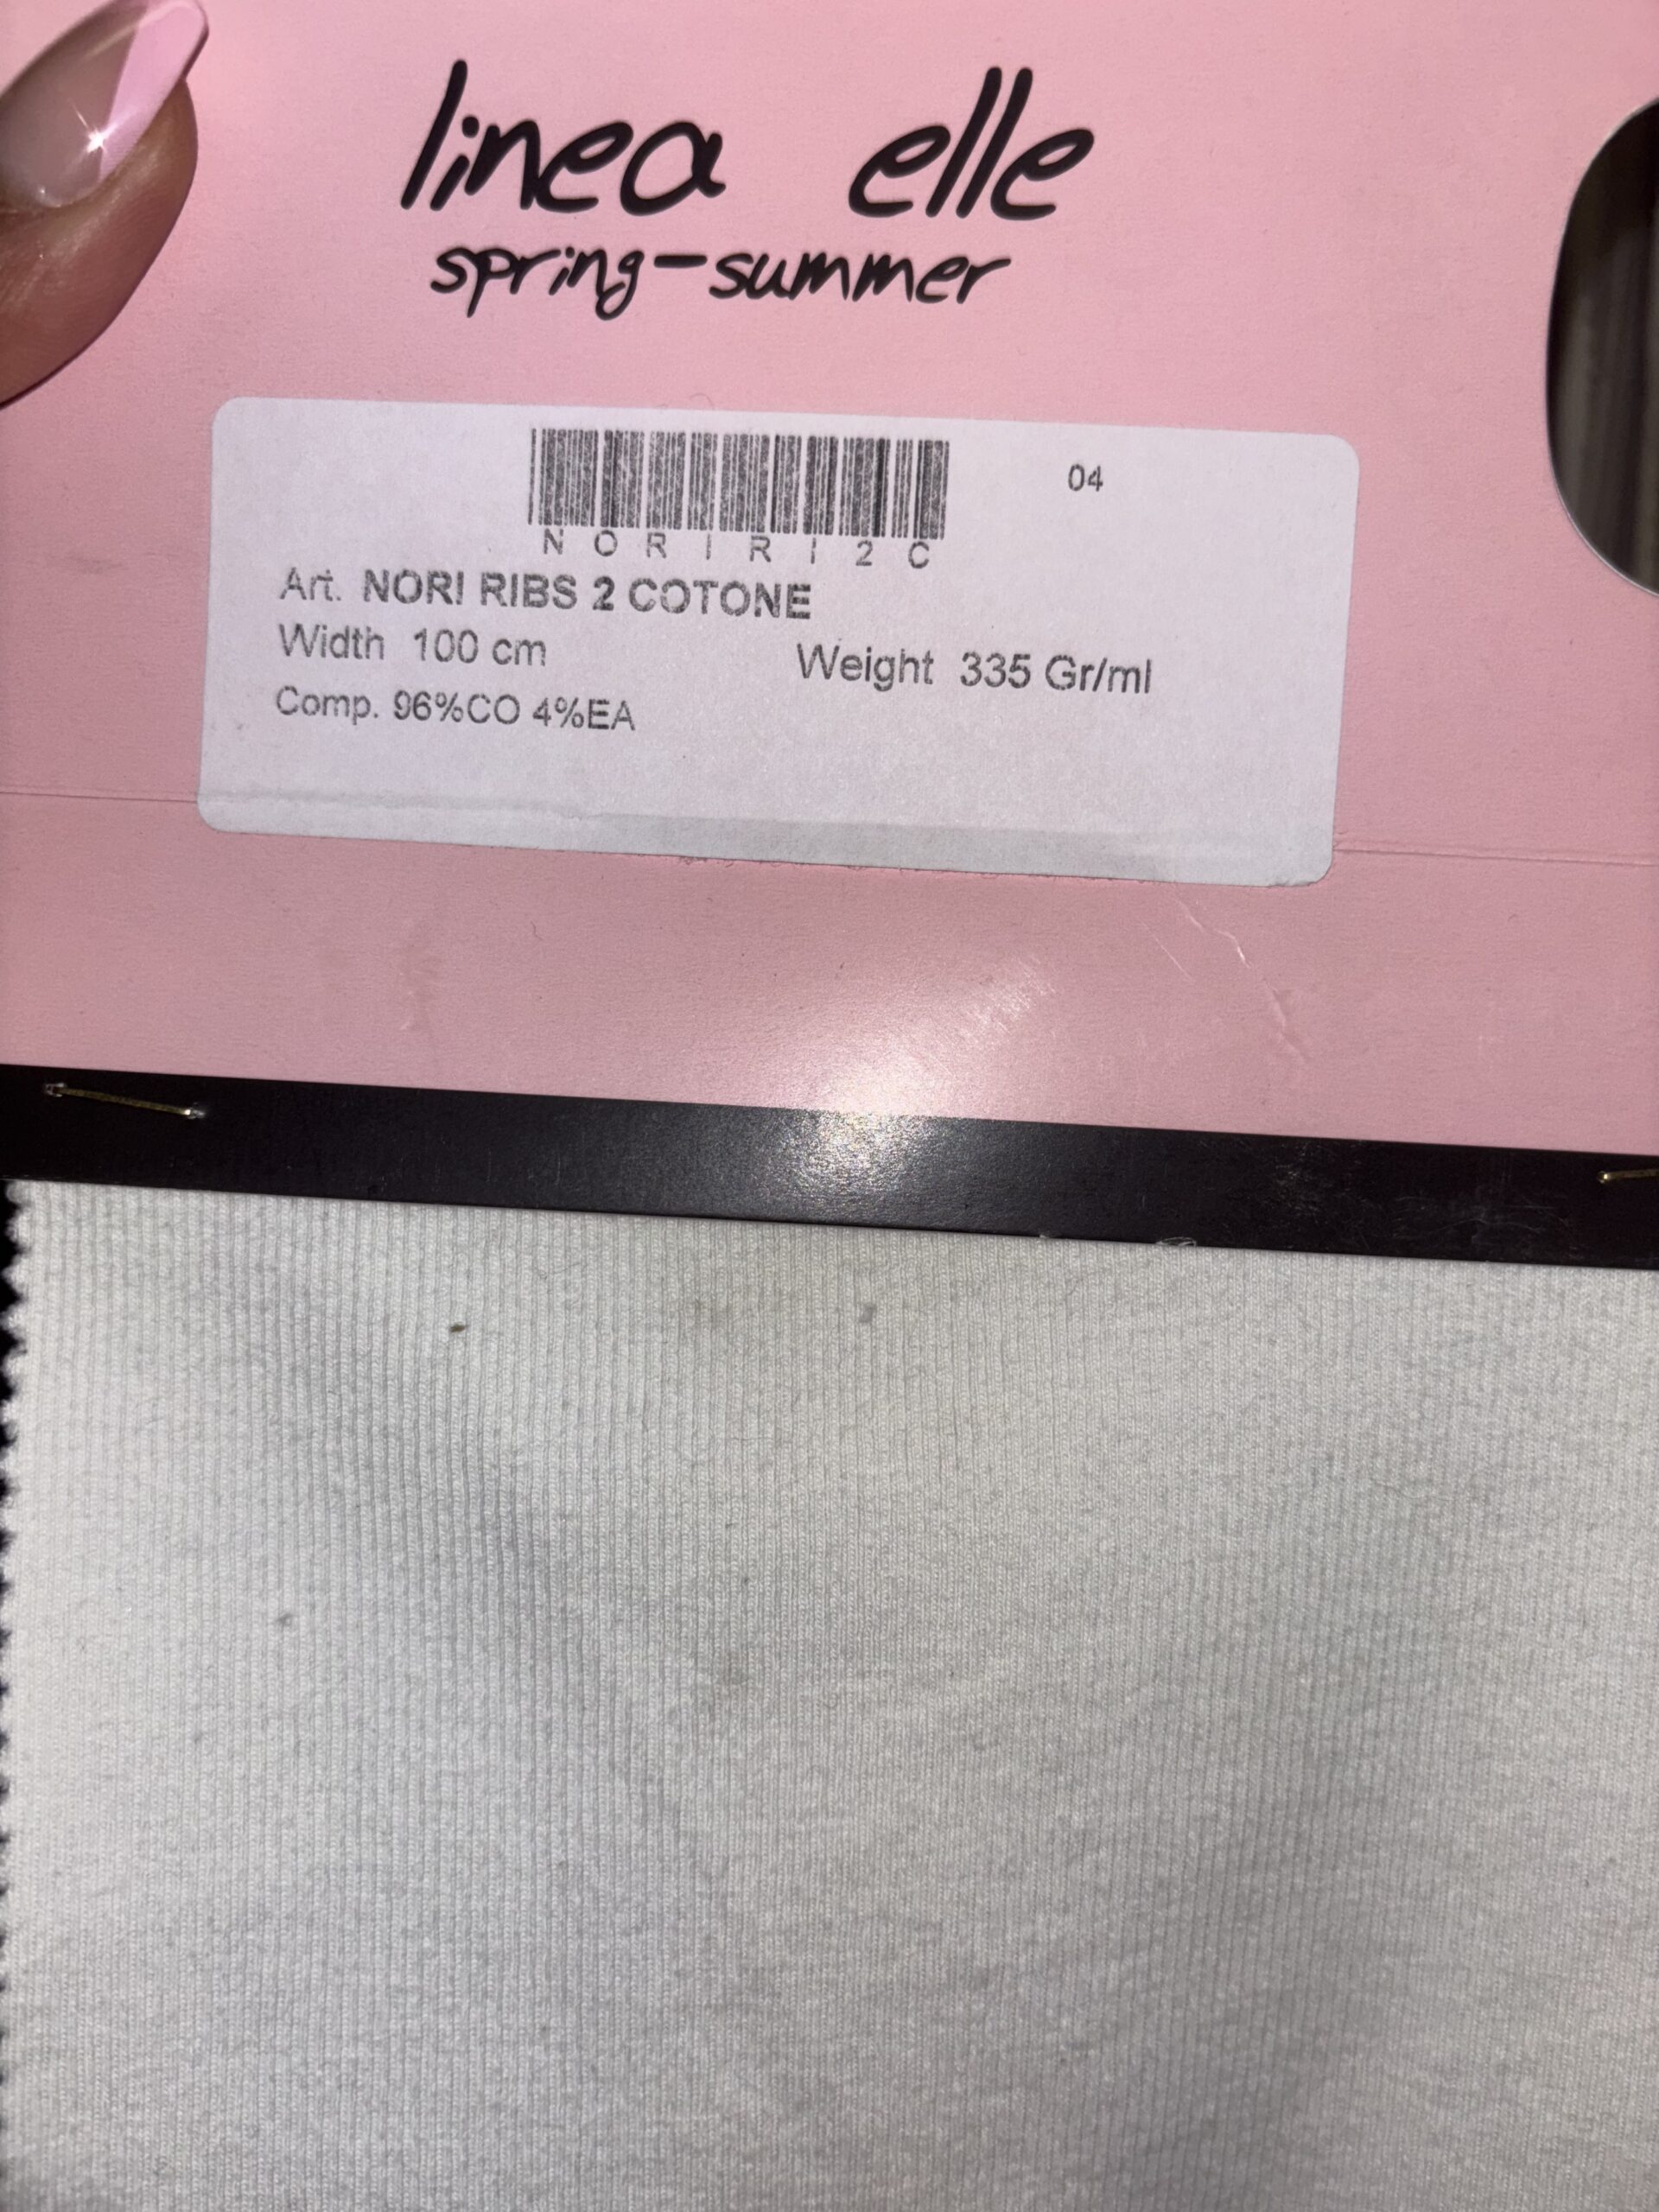 linea elle
spring-summer
04
NORIRI2C
Art. NORI RIBS 2 COTONE
Width 100 cm Weight 335 Gr/ml
Comp. 96%CO 4%EA